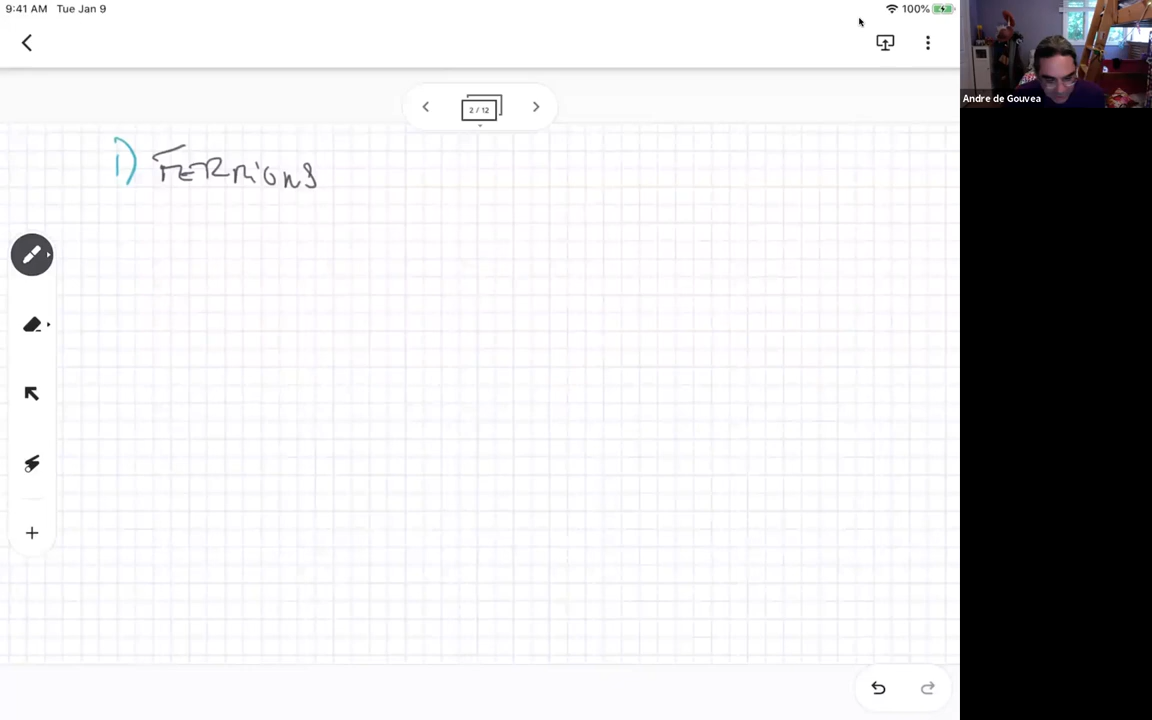 9:41 AM Tue Jan 9
100%
Andre de Gouvea
2 / 12
1) FERMIONS